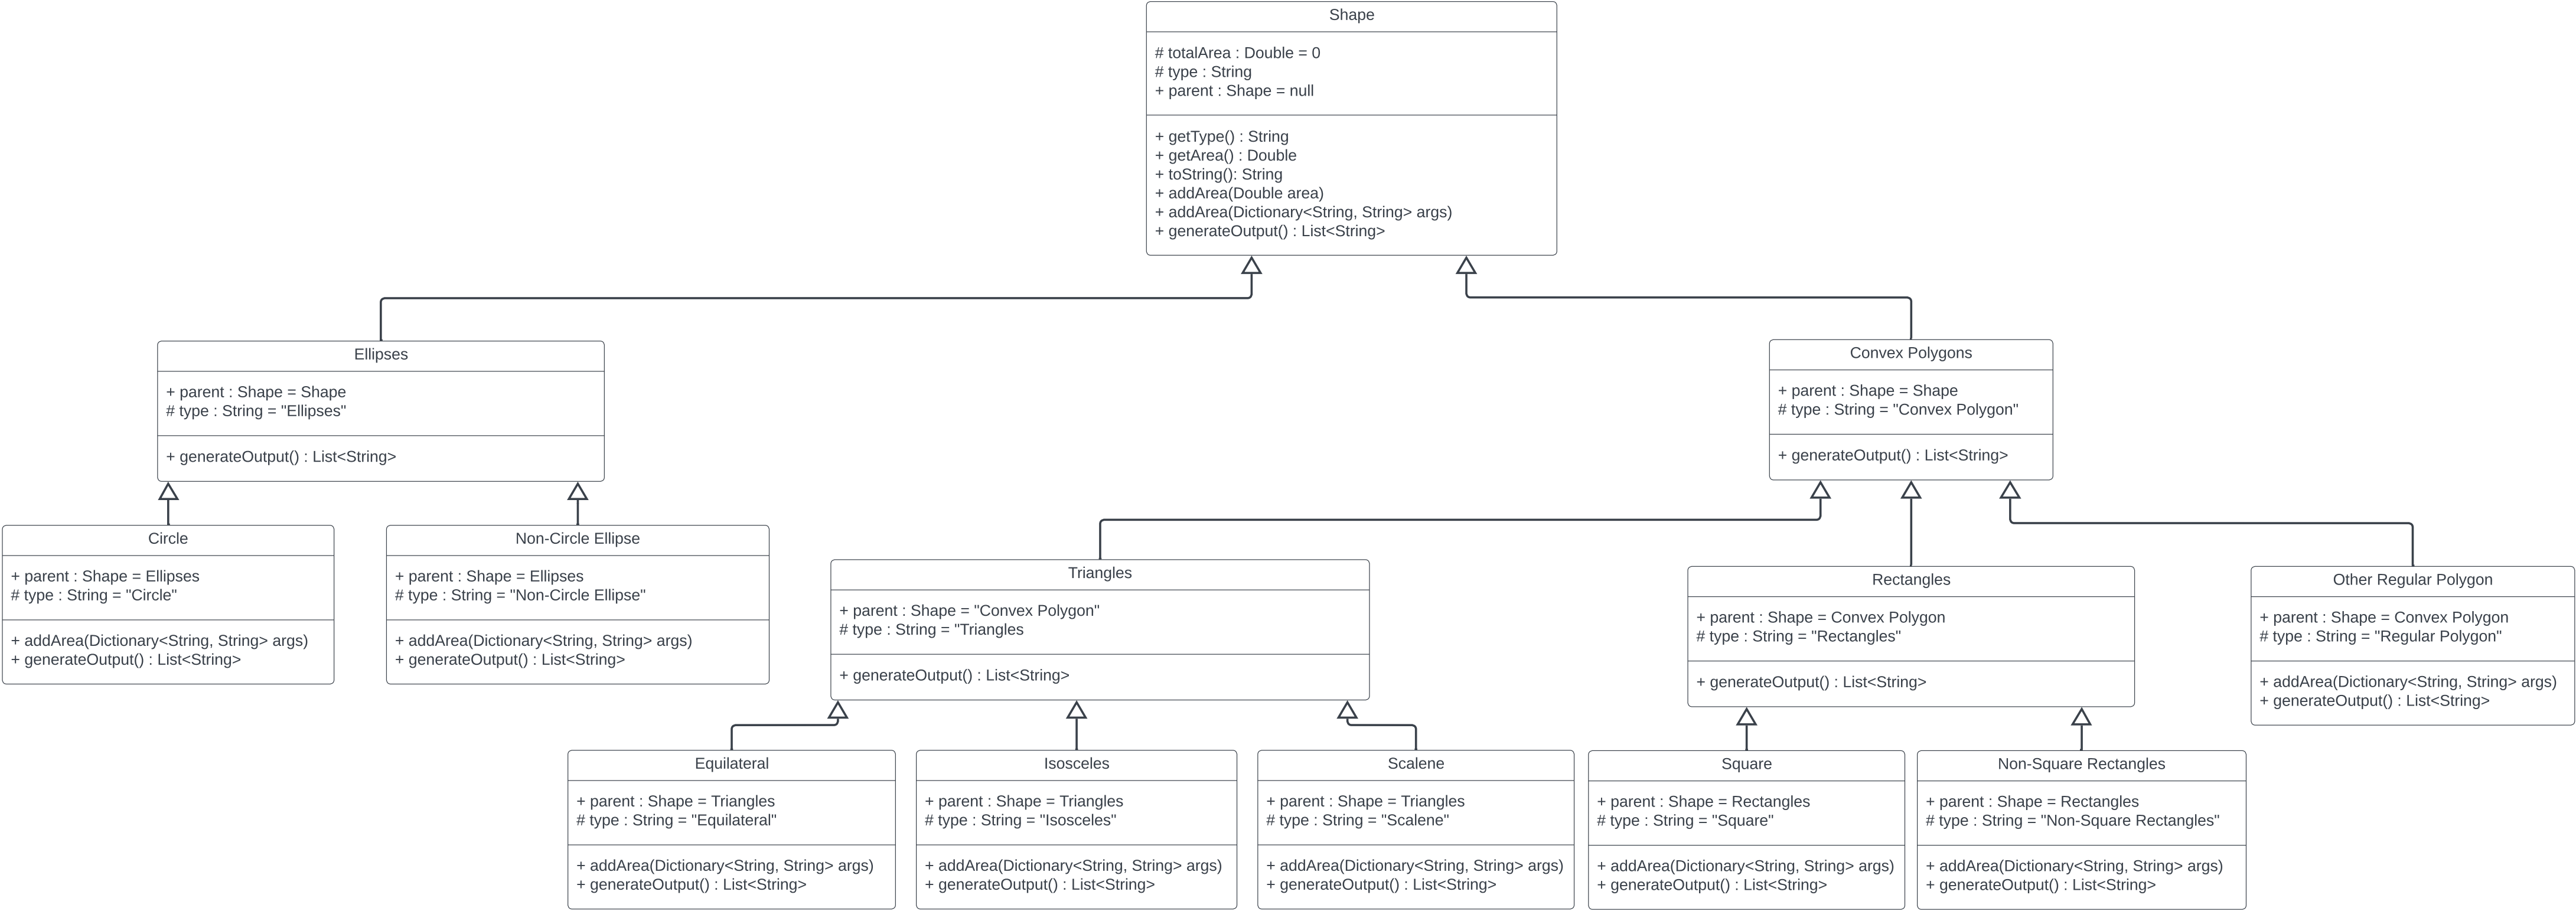 Shape
# totalArea : Double = 0
# type : String
+ parent : Shape = null
+ getType() : String
+ getArea() : Double
+ toString(): String
+ addArea(Double area)
+ addArea(Dictionary<String, String> args)
+ generateOutput() : List<String>
Ellipses
+ parent : Shape = Shape
# type : String = "Ellipses"
+ generateOutput() : List<String>
Convex Polygons
+ parent : Shape = Shape
# type : String = "Convex Polygon"
+ generateOutput() : List<String>
Circle
+ parent : Shape = Ellipses
# type : String = "Circle"
+ addArea(Dictionary<String, String> args)
+ generateOutput() : List<String>
Non-Circle Ellipse
+ parent : Shape = Ellipses
# type : String = "Non-Circle Ellipse"
+ addArea(Dictionary<String, String> args)
+ generateOutput() : List<String>
Triangles
+ parent : Shape = "Convex Polygon"
# type : String = "Triangles
+ generateOutput() : List<String>
Rectangles
+ parent : Shape = Convex Polygon
# type : String = "Rectangles"
+ generateOutput() : List<String>
Other Regular Polygon
+ parent : Shape = Convex Polygon
# type : String = "Regular Polygon"
+ addArea(Dictionary<String, String> args)
+ generateOutput() : List<String>
Equilateral
+ parent : Shape = Triangles
# type : String = "Equilateral"
+ addArea(Dictionary<String, String> args)
+ generateOutput() : List<String>
Isosceles
+ parent : Shape = Triangles
# type : String = "Isosceles"
+ addArea(Dictionary<String, String> args)
+ generateOutput() : List<String>
Scalene
+ parent : Shape = Triangles
# type : String = "Scalene"
+ addArea(Dictionary<String, String> args)
+ generateOutput() : List<String>
Square
+ parent : Shape = Rectangles
# type : String = "Square"
+ addArea(Dictionary<String, String> args)
+ generateOutput() : List<String>
Non-Square Rectangles
+ parent : Shape = Rectangles
# type : String = "Non-Square Rectangles"
+ addArea(Dictionary<String, String> args)
+ generateOutput() : List<String>